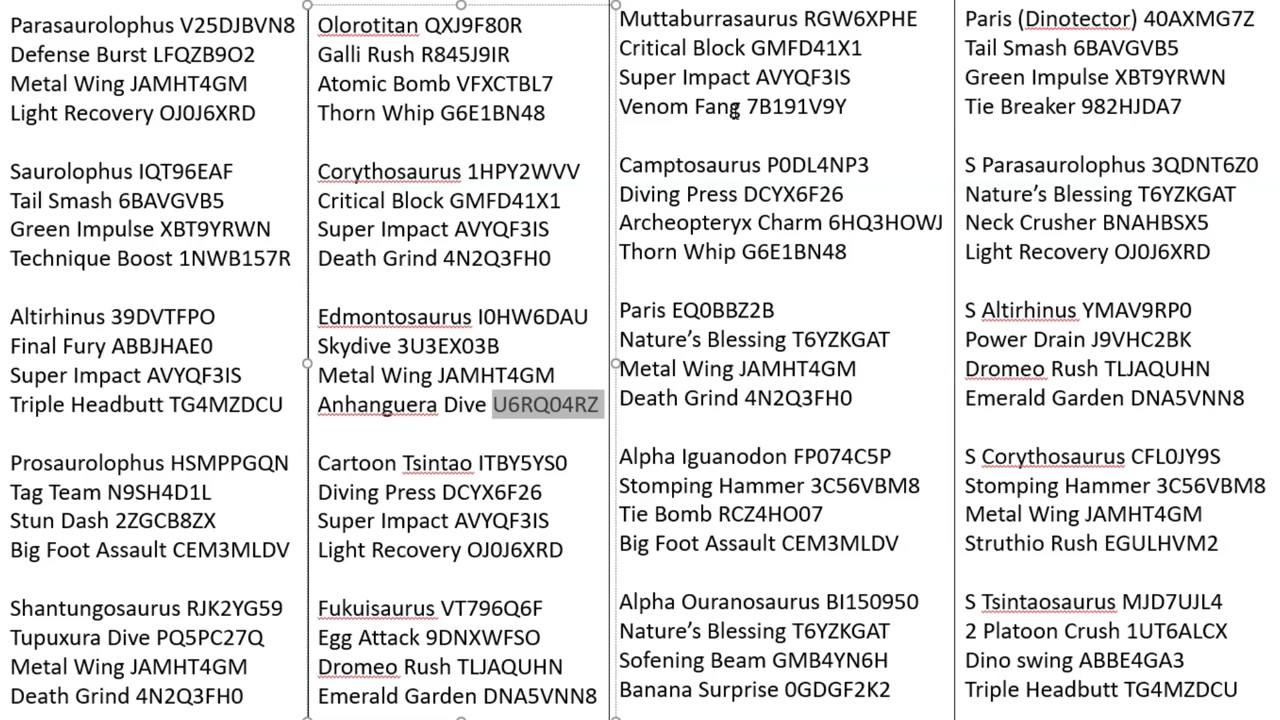 Parasaurolophus V25DJBVN8
Defense Burst LFQZB9O2
Metal Wing JAMHT4GM
Light Recovery OJ0J6XRD
Saurolophus IQT96EAF
Tail Smash 6BAVGVB5
Green Impulse XBT9YRWN
Technique Boost 1NWB157R
Altirhinus 39DVTFPO
Final Fury ABBJHAE0
Super Impact AVYQF3IS
Triple Headbutt TG4MZDCU
Prosaurolophus HSMPPGQN
Tag Team N9SH4D1L
Stun Dash 2ZGCB8ZX
Big Foot Assault CEM3MLDV
Shantungosaurus RJK2YG59
Tupuxura Dive PQ5PC27Q
Metal Wing JAMHT4GM
Death Grind 4N2Q3FH0
Olorotitan QXJ9F80R
Galli Rush R845J9IR
Atomic Bomb VFXCTBL7
Thorn Whip G6E1BN48
Corythosaurus 1HPY2WVV
Critical Block GMFD41X1
Super Impact AVYQF3IS
Death Grind 4N2Q3FH0
Edmontosaurus I0HW6DAU
Skydive 3U3EX03B
Metal Wing JAMHT4GM
Anhanguera Dive U6RQ04RZ
Cartoon Tsintao ITBY5YS0
Diving Press DCYX6F26
Super Impact AVYQF3IS
Light Recovery OJ0J6XRD
Fukuisaurus VT796Q6F
Egg Attack 9DNXWFSO
Dromeo Rush TLJAQUHN
Emerald Garden DNA5VNN8
Muttaburrasaurus RGW6XPHE
Critical Block GMFD41X1
Super Impact AVYQF3IS
Venom Fang 7B191V9Y
Camptosaurus P0DL4NP3
Diving Press DCYX6F26
Archeopteryx Charm 6HQ3HOWJ
Thorn Whip G6E1BN48
Paris EQ0BBZ2B
Nature’s Blessing T6YZKGAT
Metal Wing JAMHT4GM
Death Grind 4N2Q3FH0
Alpha Iguanodon FP074C5P
Stomping Hammer 3C56VBM8
Tie Bomb RCZ4HO07
Big Foot Assault CEM3MLDV
Alpha Ouranosaurus BI150950
Nature’s Blessing T6YZKGAT
Sofening Beam GMB4YN6H
Banana Surprise 0GDGF2K2
Paris (Dinotector) 40AXMG7Z
Tail Smash 6BAVGVB5
Green Impulse XBT9YRWN
Tie Breaker 982HJDA7
S Parasaurolophus 3QDNT6Z0
Nature’s Blessing T6YZKGAT
Neck Crusher BNAHBSX5
Light Recovery OJ0J6XRD
S Altirhinus YMAV9RP0
Power Drain J9VHC2BK
Dromeo Rush TLJAQUHN
Emerald Garden DNA5VNN8
S Corythosaurus CFL0JY9S
Stomping Hammer 3C56VBM8
Metal Wing JAMHT4GM
Struthio Rush EGULHVM2
S Tsintaosaurus MJD7UJL4
2 Platoon Crush 1UT6ALCX
Dino swing ABBE4GA3
Triple Headbutt TG4MZDCU